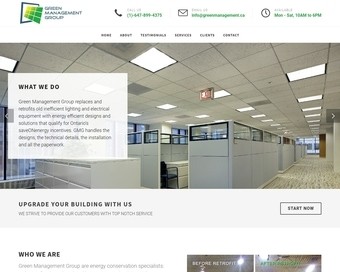 GREEN
MANAGEMENT
GROUP
CALL US
(1)-647-899-4375
EMAIL US
info@greenmanagement.ca
AVAILABLE
Mon - Sat, 10AM to 6PM
HOME ABOUT TESTIMONIALS SERVICES CLIENTS CONTACT
EXIT
WHAT WE DO
Green Management Group replaces and
retrofits old inefficient lighting and electrical
equipment with energy efficient designs and
solutions that qualify for Ontario's
saveONenergy incentives. GMG handles the
designs, the technical details, the installation
and all the paperwork.
UPGRADE YOUR BUILDING WITH US
WE STRIVE TO PROVIDE OUR CUSTOMERS WITH TOP NOTCH SERVICE
START NOW
WHO WE ARE
Green Management Group are energy conservation specialists
BEFORE RETROFIT
AFTER RETROFIT